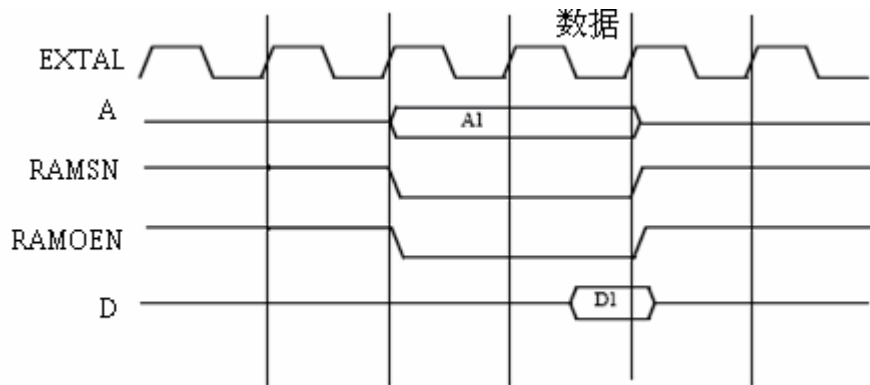 数据
EXTAL
A
A1
RAMSN
RAMOEN
D
D1